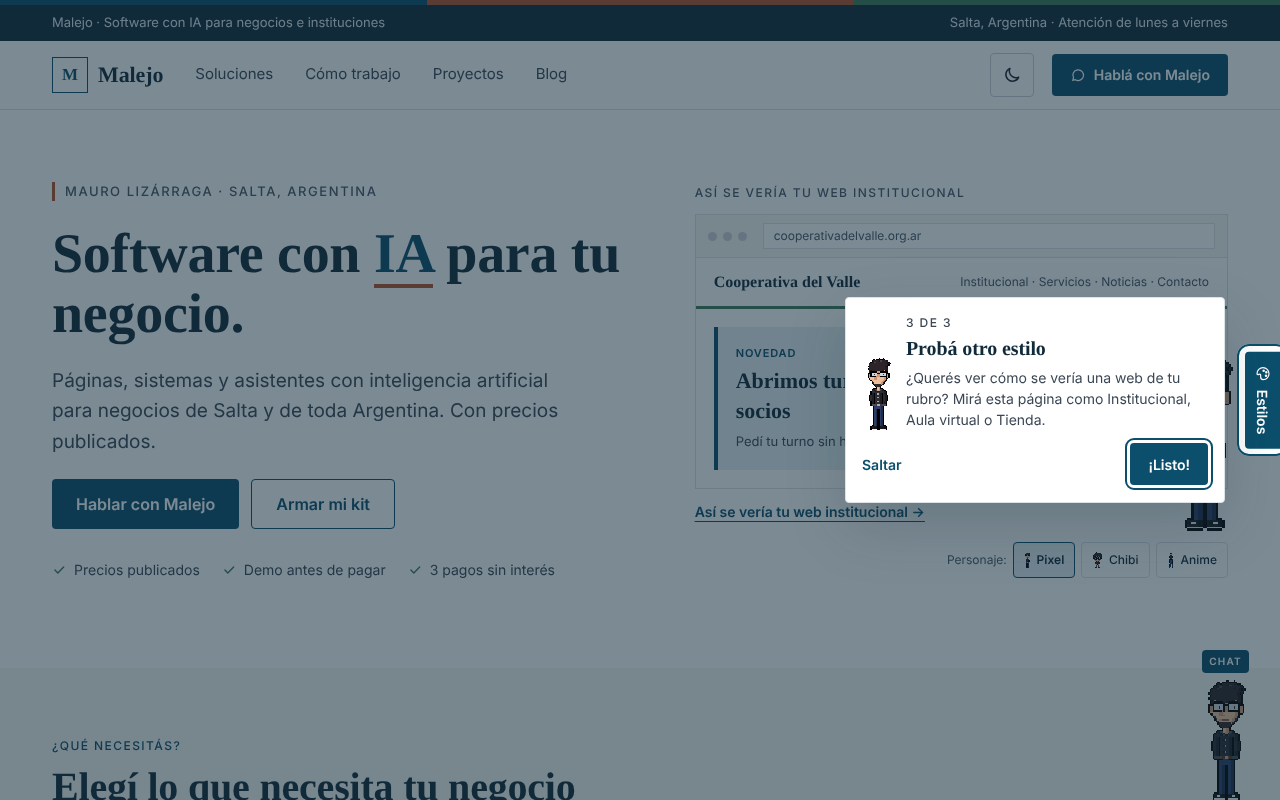 Malejo · Software con IA para negocios e instituciones
Salta, Argentina · Atención de lunes a viernes
M
Malejo
Soluciones
Cómo trabajo
Proyectos
Blog
Hablá con Malejo
MAURO LIZÁRRAGA · SALTA, ARGENTINA
Software con IA para tu
negocio.
Páginas, sistemas y asistentes con inteligencia artificial
para negocios de Salta y de toda Argentina. Con precios
publicados.
Hablar con Malejo
Armar mi kit
Precios publicados
Demo antes de pagar
3 pagos sin interés
ASÍ SE VERÍA TU WEB INSTITUCIONAL
cooperativadelvalle.org.ar
Cooperativa del Valle
Institucional · Servicios · Noticias · Contacto
NOVEDAD
Abrimos
socios
Pedí tu turno sin
Así se vería tu web institucional →
Personaje:
Pixel
Chibi
Anime
3 DE 3
Probá otro estilo
¿Querés ver cómo se vería una web de tu
rubro? Mirá esta página como Institucional,
Aula virtual o Tienda.
Saltar
¡Listo!
Estilos
CHAT
¿QUÉ NECESITÁS?
Elegí lo que necesita tu negocio